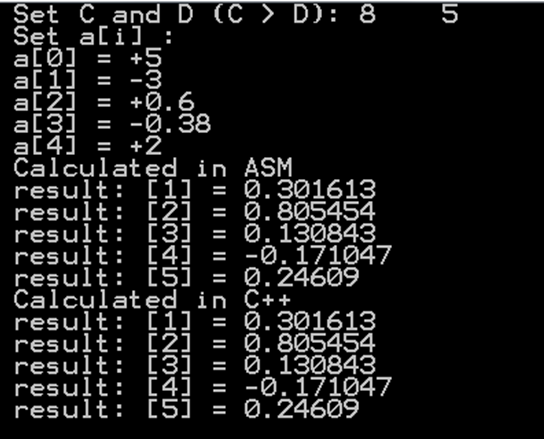 Set C and D (C > D): 8 5
Set a[i] :
a[0] = +5
a[1] = -3
a[2] = +0.6
a[3] = -0.38
a[4] = +2
Calculated in ASM
result: [1] = 0.301613
result: [2] = 0.805454
result: [3] = 0.130843
result: [4] = -0.171047
result: [5] = 0.24609
Calculated in C++
result: [1] = 0.301613
result: [2] = 0.805454
result: [3] = 0.130843
result: [4] = -0.171047
result: [5] = 0.24609